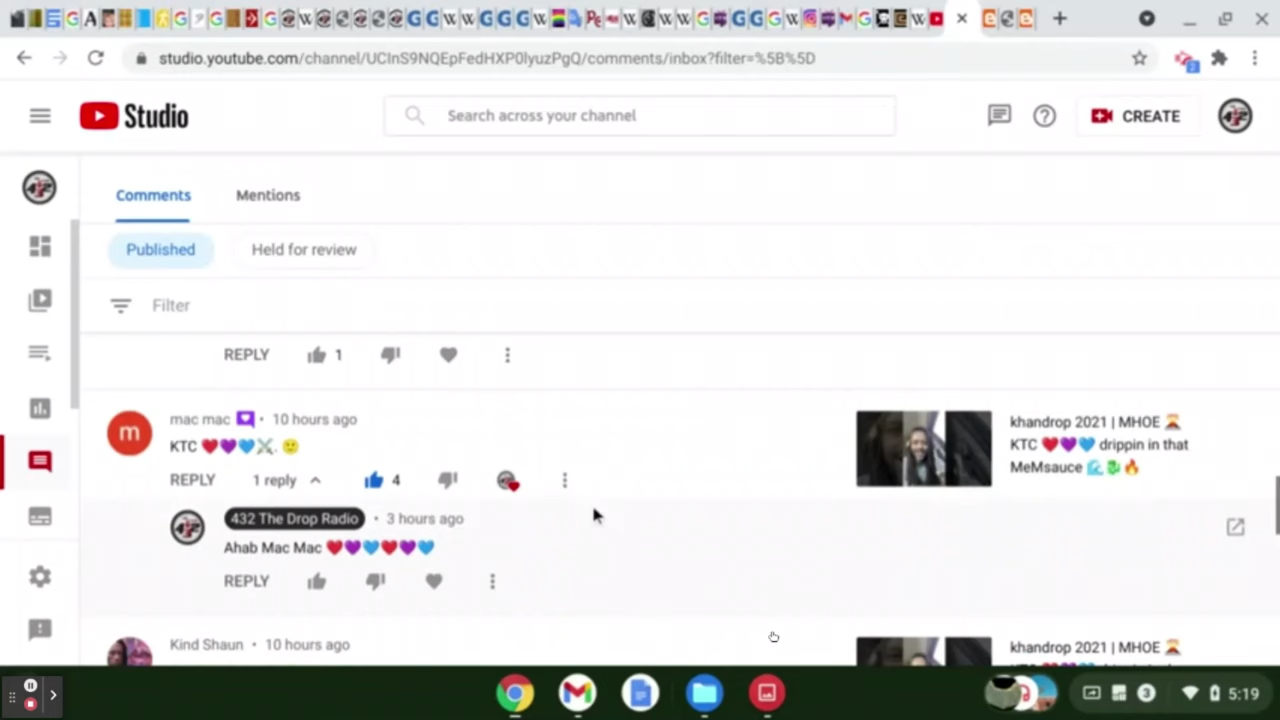 studio.youtube.com/channel/UCInS9NQEpFedHXP0lyuzPgQ/comments/inbox?filter=%5B%5D
2
Studio
Search across your channel
CREATE
Comments
Mentions
Published
Held for review
Filter
REPLY 1
mac mac • 10 hours ago
KTC ❤️💜💙⚔️. 🙂
REPLY 1 reply 4
432 The Drop Radio • 3 hours ago
Ahab Mac Mac ❤️💜💙❤️💜💙
REPLY
khandrop 2021 | MHOE
KTC ❤️💜💙 drippin in that
MeMsauce 🌊🐉🔥
Kind Shaun • 10 hours ago
khandrop 2021 | MHOE
3
5:19